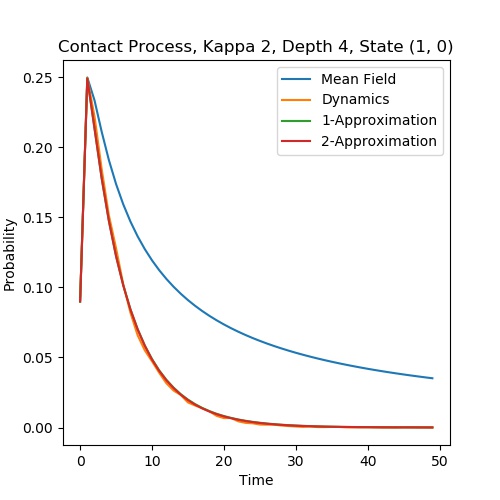 Contact Process, Kappa 2, Depth 4, State (1, 0)
Mean Field
Dynamics
1-Approximation
2-Approximation
Probability
0.25
0.20
0.15
0.10
0.05
0.00
0 10 20 30 40 50
Time